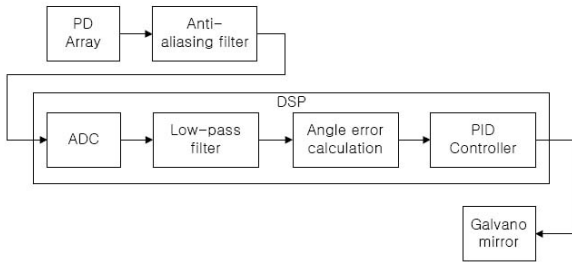 PD
Array
Anti-
aliasing filter
DSP
ADC
Low-pass
filter
Angle error
calculation
PID
Controller
Galvano
mirror